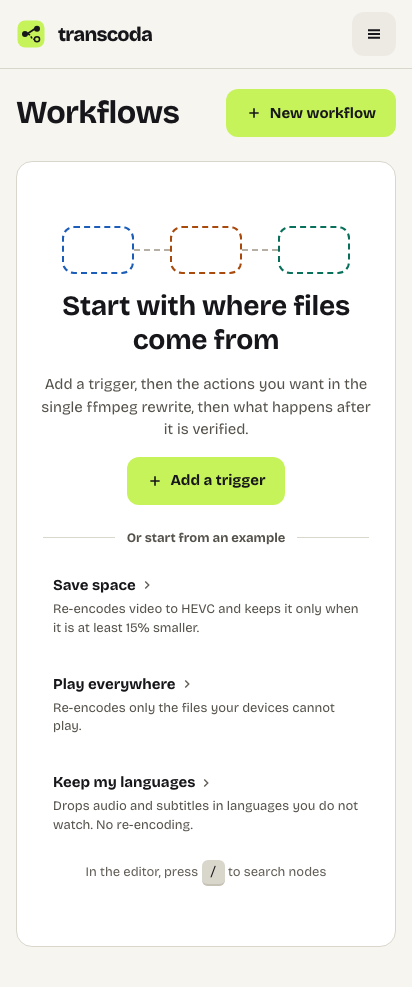 transcoda
Workflows
+ New workflow
Start with where files
come from
Add a trigger, then the actions you want in the
single ffmpeg rewrite, then what happens after
it is verified.
+ Add a trigger
Or start from an example
Save space
Re-encodes video to HEVC and keeps it only when
it is at least 15% smaller.
Play everywhere
Re-encodes only the files your devices cannot
play.
Keep my languages
Drops audio and subtitles in languages you do not
watch. No re-encoding.
In the editor, press / to search nodes